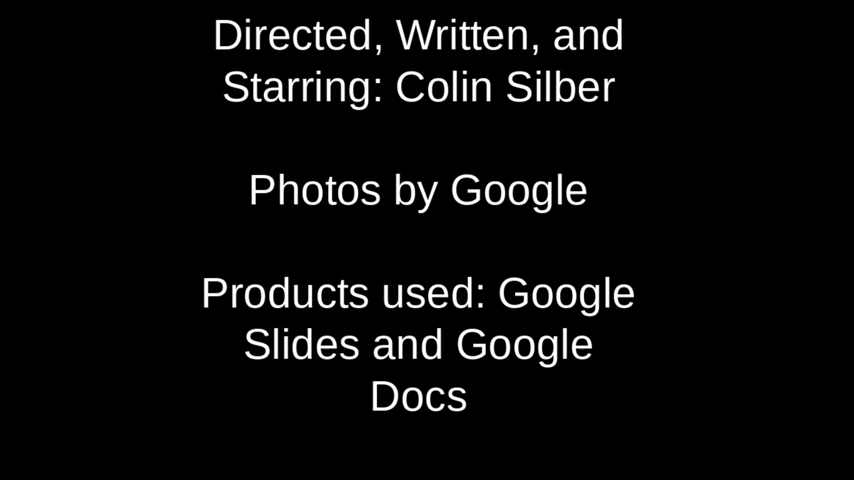 Directed, Written, and
Starring: Colin Silber
Photos by Google
Products used: Google
Slides and Google
Docs